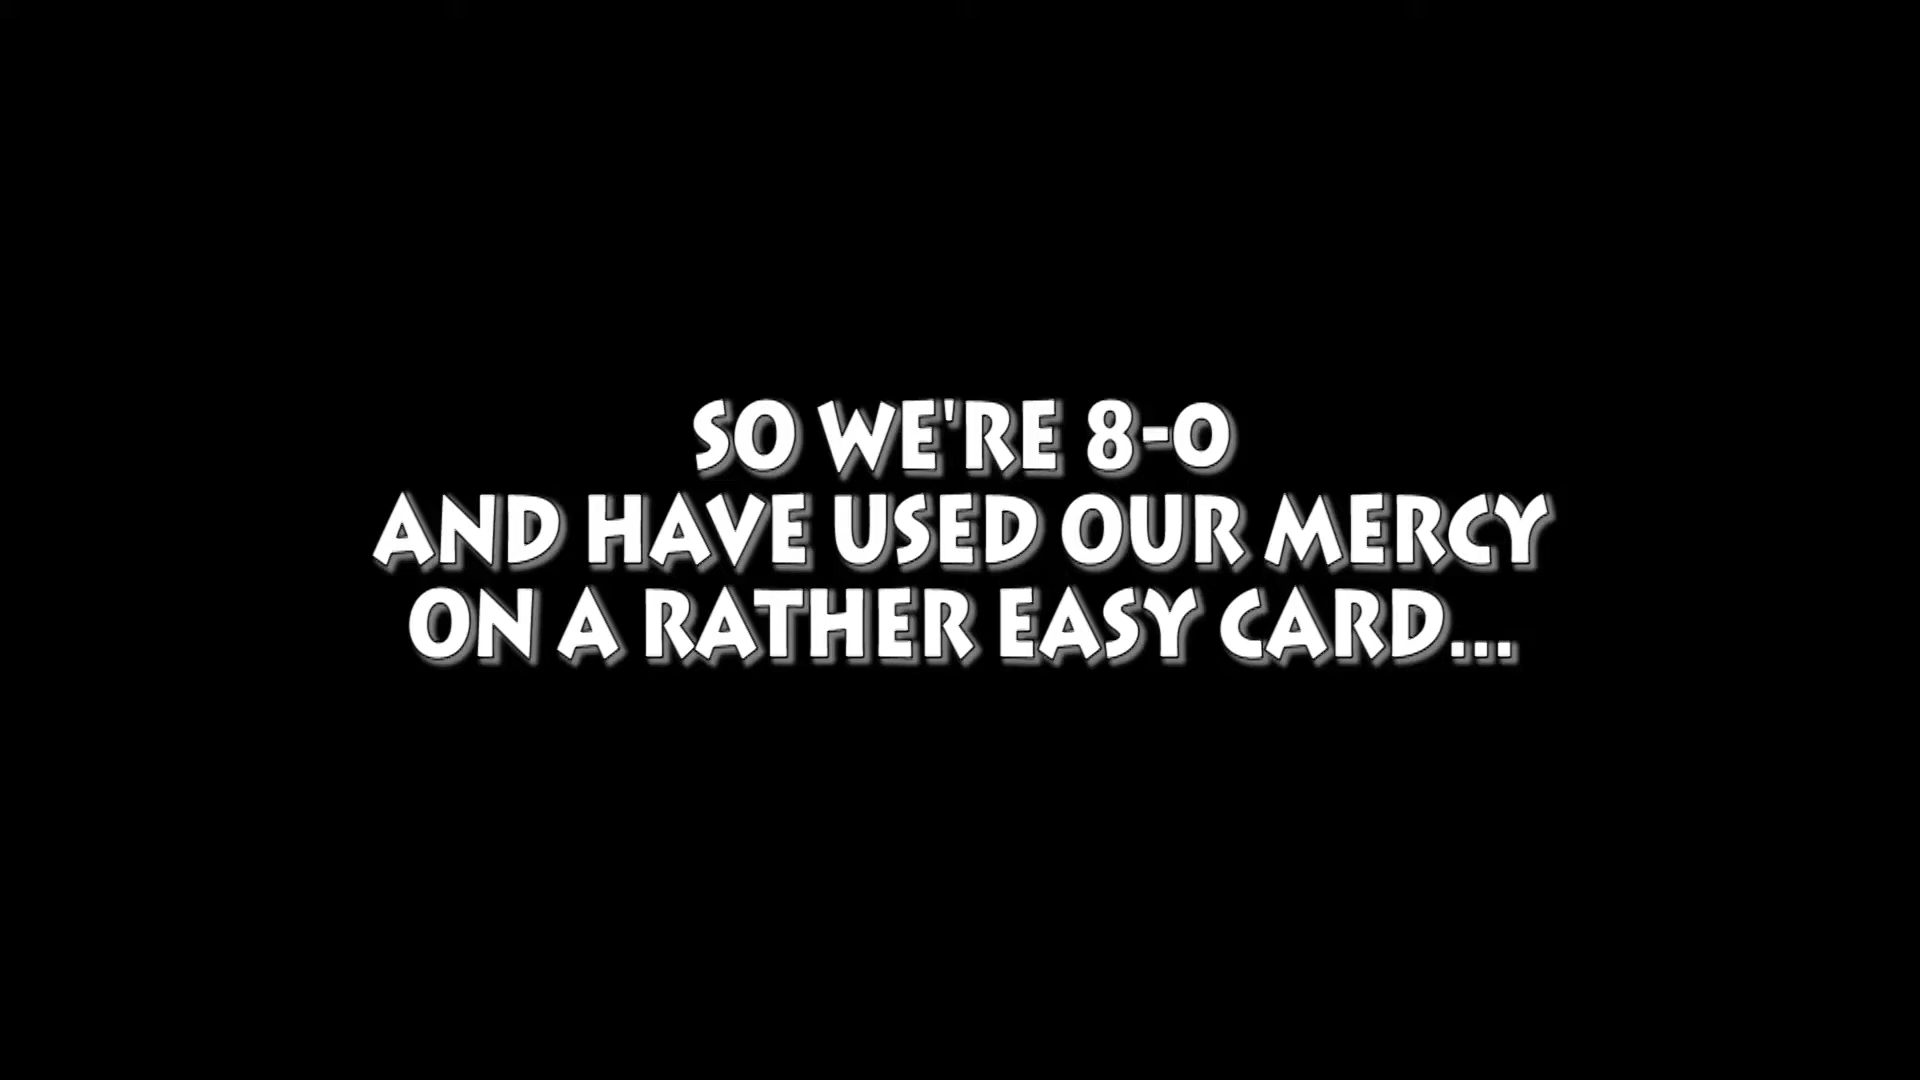 SO WE'RE 8-0
AND HAVE USED OUR MERCY
ON A RATHER EASY CARD...